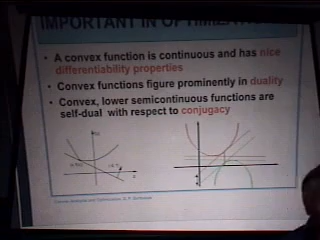 IMPORTANT IN OPTIMIZATION
• A convex function is continuous and has nice
differentiability properties
• Convex functions figure prominently in duality
• Convex, lower semicontinuous functions are
self-dual with respect to conjugacy